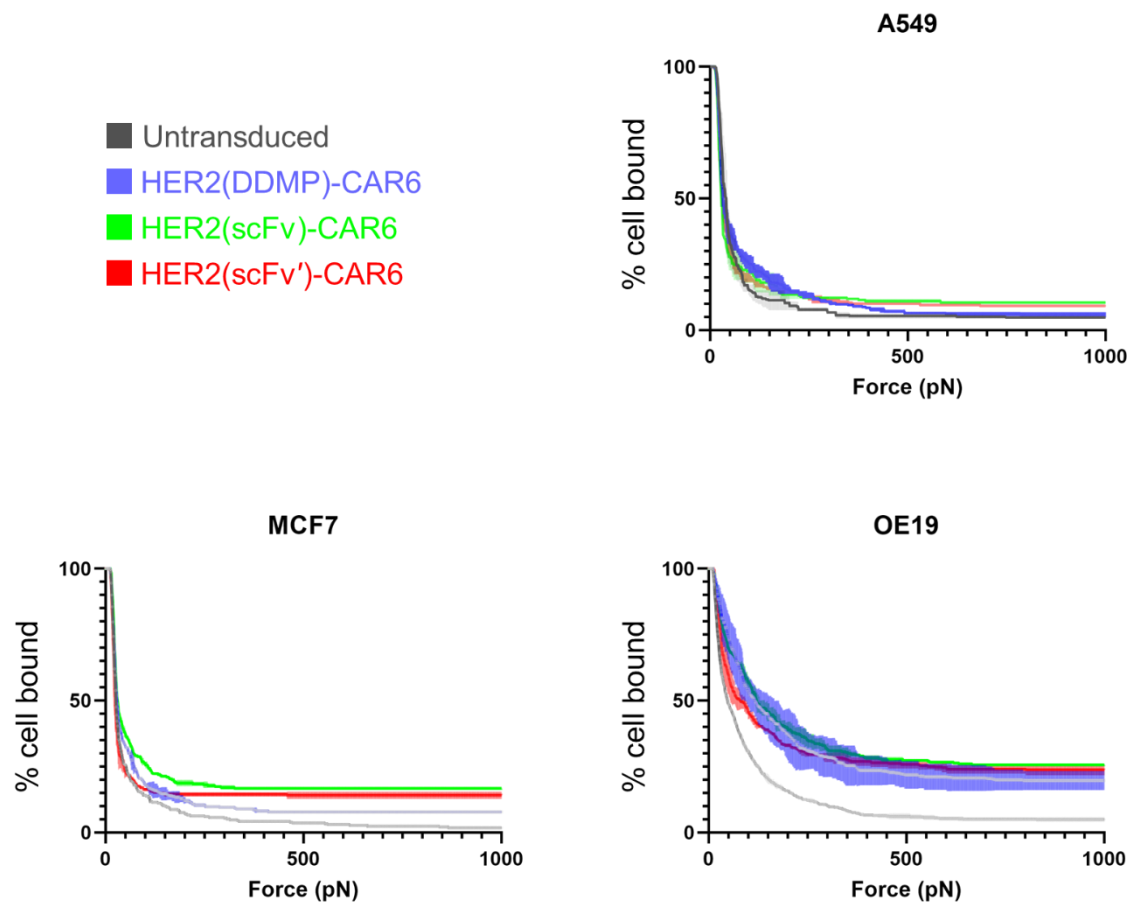 A549
Untransduced
HER2(DDMP)-CAR6
HER2(scFv)-CAR6
HER2(scFv′)-CAR6
% cell bound
100
50
0
0
500
1000
Force (pN)
MCF7
% cell bound
100
50
0
0
500
1000
Force (pN)
OE19
% cell bound
100
50
0
0
500
1000
Force (pN)